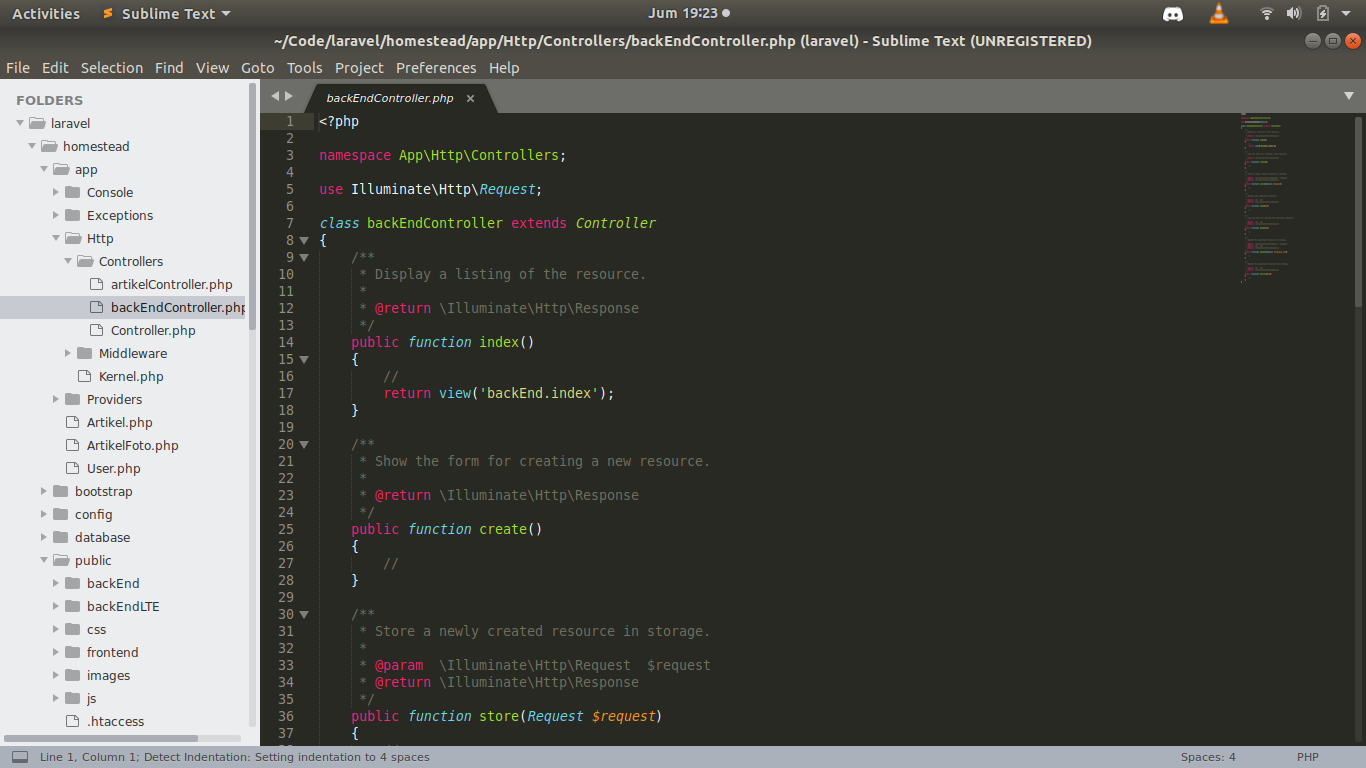 Activities Sublime Text Jum 19:23
~/Code/laravel/homestead/app/Http/Controllers/backEndController.php (laravel) - Sublime Text (UNREGISTERED)
File Edit Selection Find View Goto Tools Project Preferences Help
FOLDERS
laravel
homestead
app
Console
Exceptions
Http
Controllers
artikelController.php
backEndController.php
Controller.php
Middleware
Kernel.php
Providers
Artikel.php
ArtikelFoto.php
User.php
bootstrap
config
database
public
backEnd
backEndLTE
css
frontend
images
js
.htaccess
backEndController.php ×
1 <?php
2
3 namespace App\Http\Controllers;
4
5 use Illuminate\Http\Request;
6
7 class backEndController extends Controller
8 {
9 /**
10 * Display a listing of the resource.
11 *
12 * @return \Illuminate\Http\Response
13 */
14 public function index()
15 {
16 //
17 return view('backEnd.index');
18 }
19
20 /**
21 * Show the form for creating a new resource.
22 *
23 * @return \Illuminate\Http\Response
24 */
25 public function create()
26 {
27 //
28 }
29
30 /**
31 * Store a newly created resource in storage.
32 *
33 * @param  \Illuminate\Http\Request  $request
34 * @return \Illuminate\Http\Response
35 */
36 public function store(Request $request)
37 {
Line 1, Column 1; Detect Indentation: Setting indentation to 4 spaces Spaces: 4 PHP